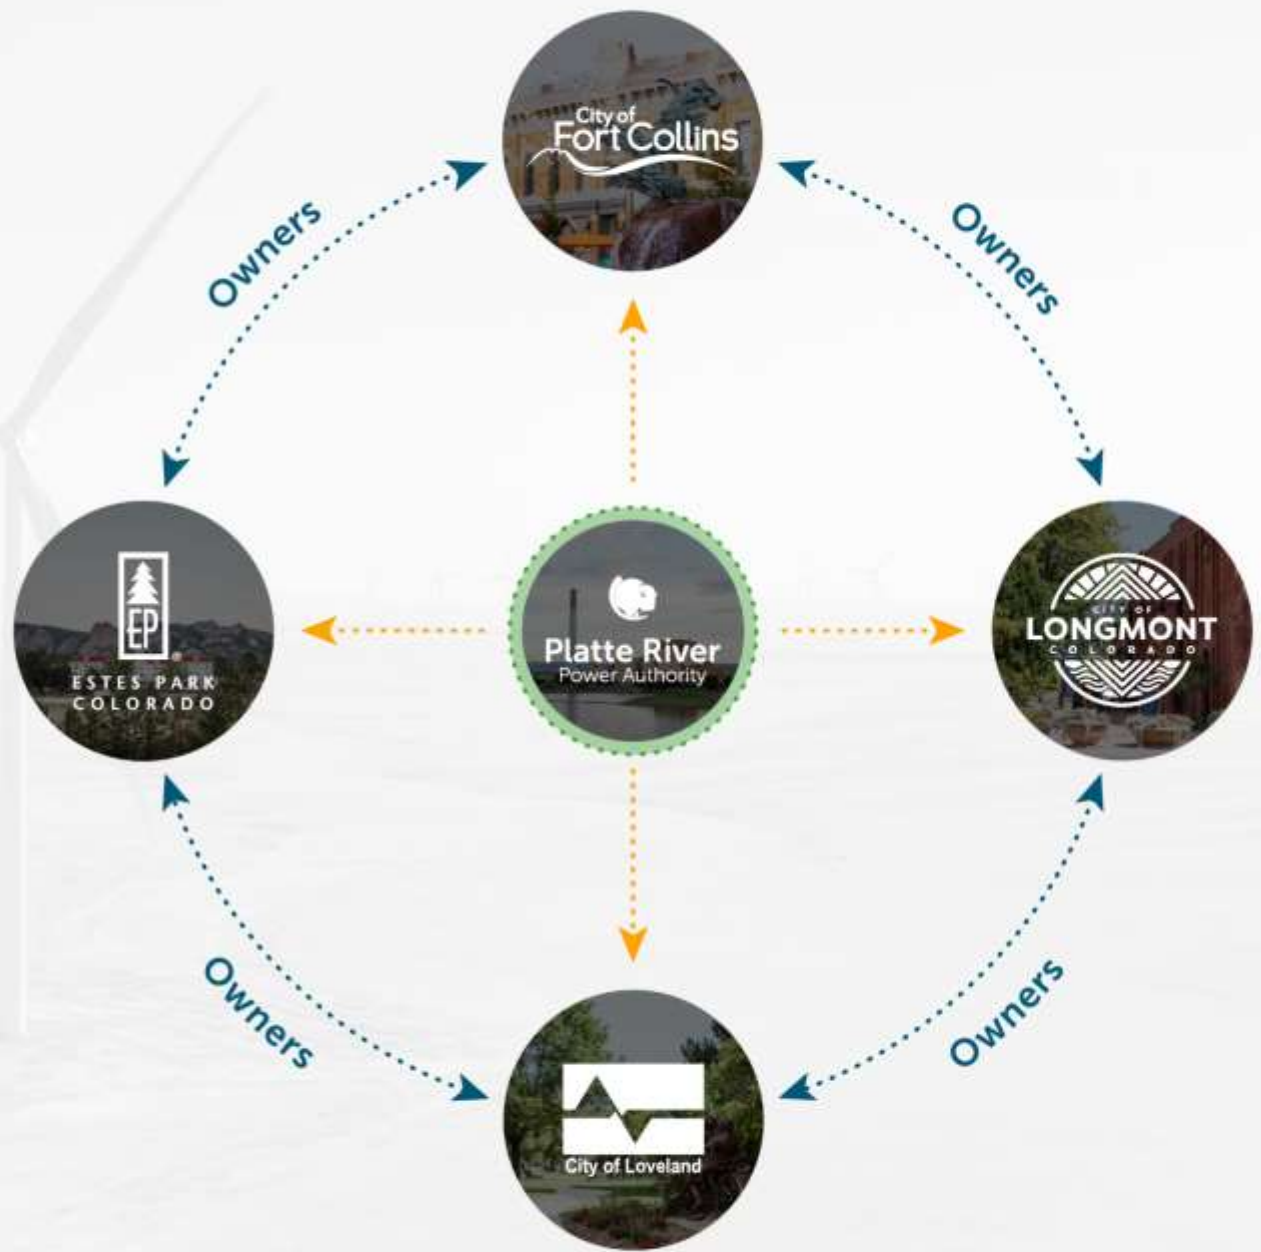 City of
Fort Collins
Owners
Owners
EP
ESTES PARK
COLORADO
Platte River
Power Authority
CITY OF
LONGMONT
COLORADO
Owners
Owners
City of Loveland